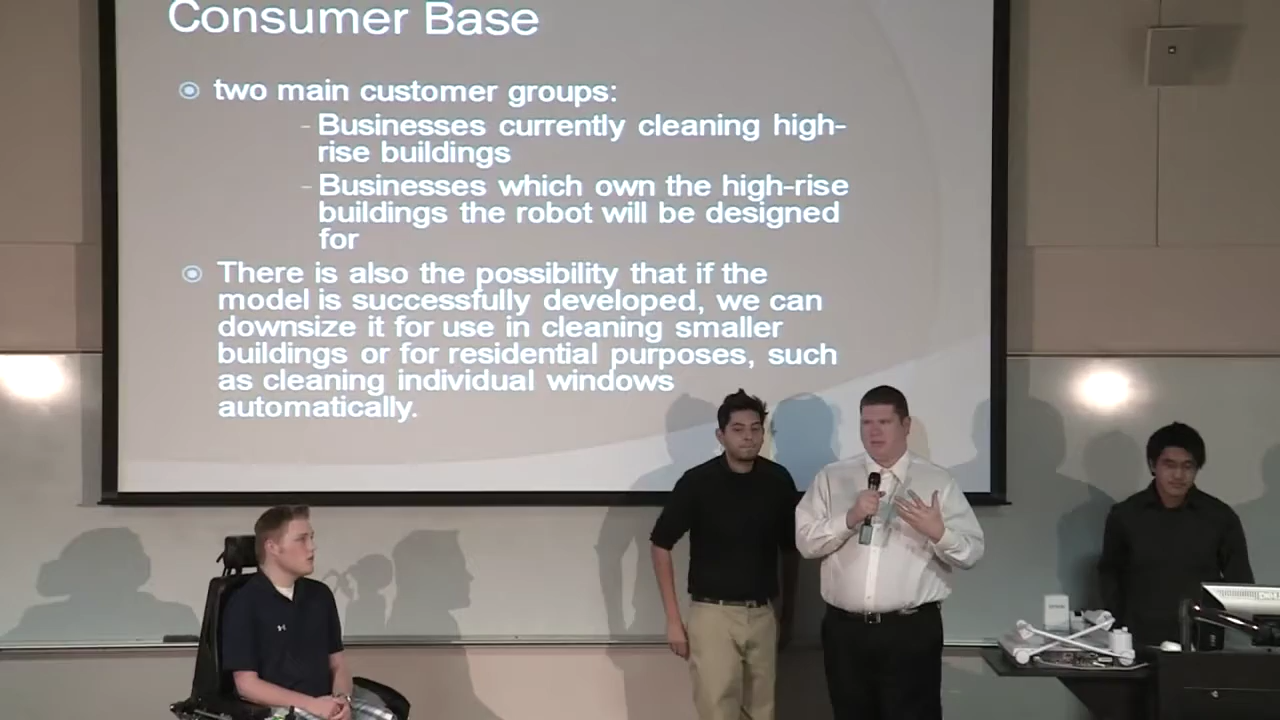 Consumer Base
two main customer groups:
- Businesses currently cleaning high-
rise buildings
- Businesses which own the high-rise
buildings the robot will be designed
for
There is also the possibility that if the
model is successfully developed, we can
downsize it for use in cleaning smaller
buildings or for residential purposes, such
as cleaning individual windows
automatically.